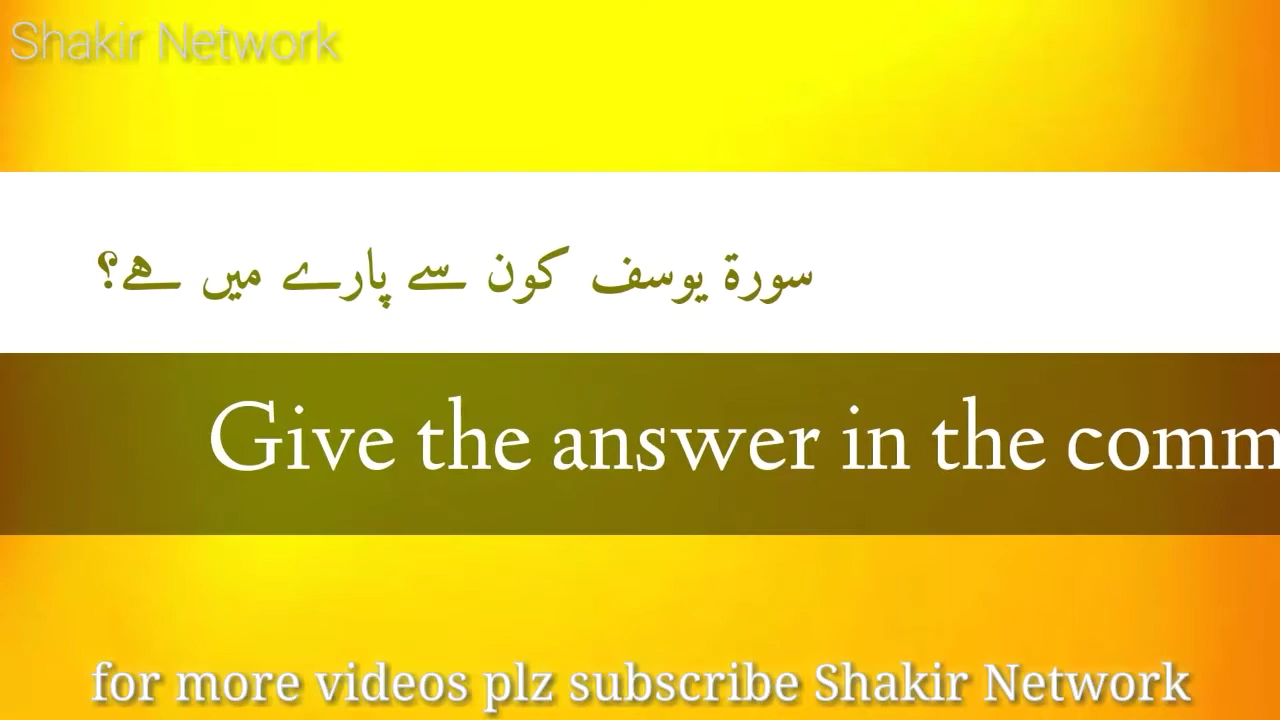 Shakir Network
سورۃ یوسف کون سے پارے میں ہے؟
Give the answer in the comm
for more videos plz subscribe Shakir Network